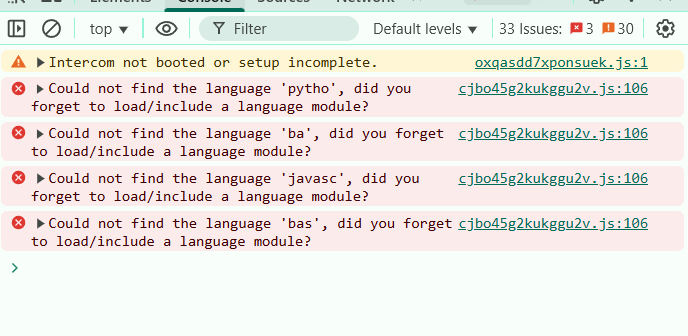 Elements Console Sources Network
top ▼ Filter Default levels ▼ 33 Issues: 3 30
Intercom not booted or setup incomplete. oxqasdd7xponsuek.js:1
Could not find the language 'pytho', did you cjbo45g2kukggu2v.js:106
forget to load/include a language module?
Could not find the language 'ba', did you forget cjbo45g2kukggu2v.js:106
to load/include a language module?
Could not find the language 'javasc', did you cjbo45g2kukggu2v.js:106
forget to load/include a language module?
Could not find the language 'bas', did you forget cjbo45g2kukggu2v.js:106
to load/include a language module?